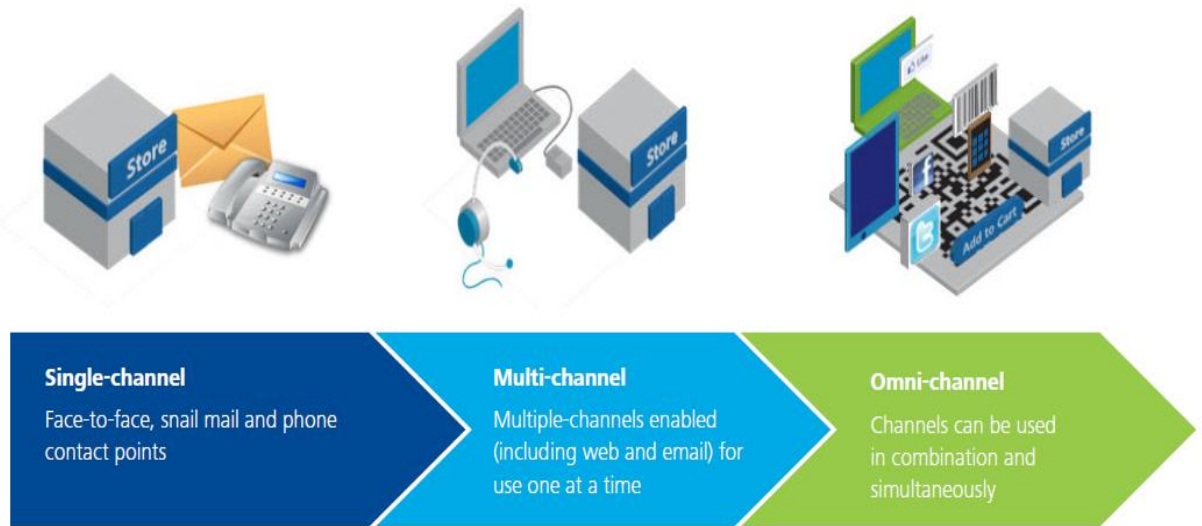 Store
Store
Like
f
Store
t
Add to Cart
Single-channel
Face-to-face, snail mail and phone
contact points
Multi-channel
Multiple-channels enabled
(including web and email) for
use one at a time
Omni-channel
Channels can be used
in combination and
simultaneously